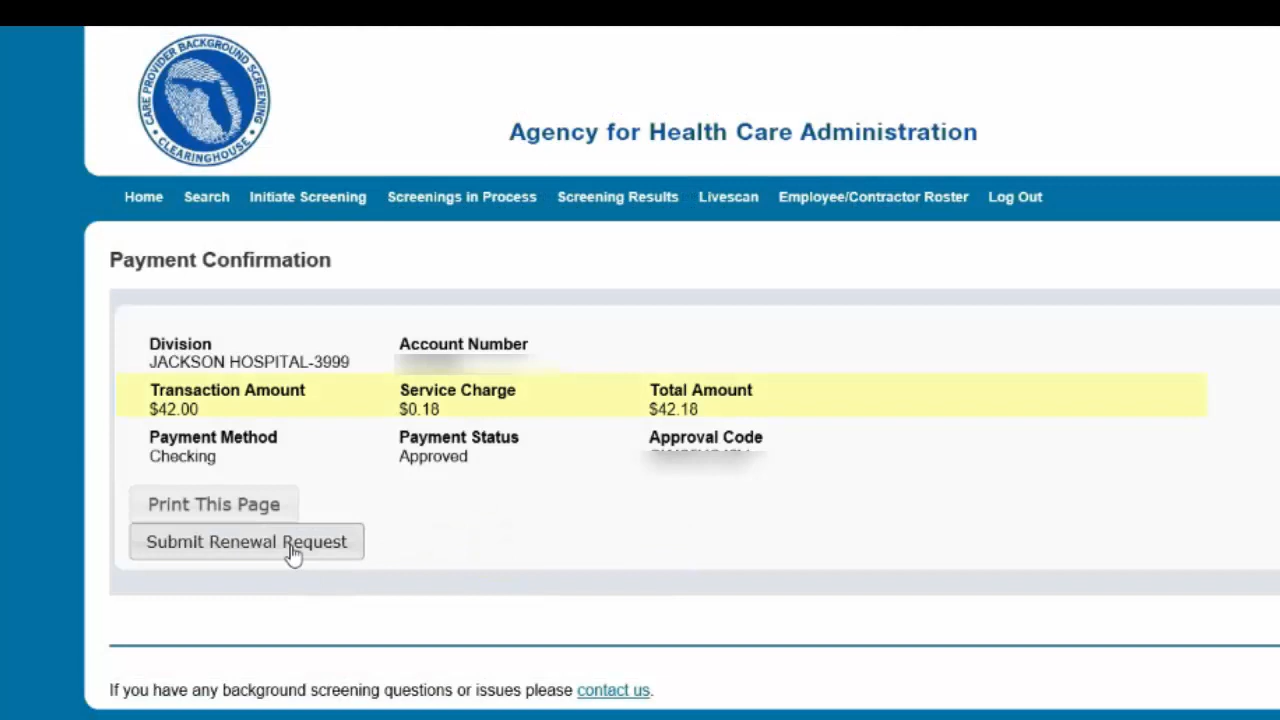 CARE PROVIDER BACKGROUND SCREENING
• CLEARINGHOUSE •
Agency for Health Care Administration
Home Search Initiate Screening Screenings in Process Screening Results Livescan Employee/Contractor Roster Log Out
Payment Confirmation
Division Account Number
JACKSON HOSPITAL-3999
Transaction Amount Service Charge Total Amount
$42.00 $0.18 $42.18
Payment Method Payment Status Approval Code
Checking Approved
Print This Page
Submit Renewal Request
If you have any background screening questions or issues please contact us.